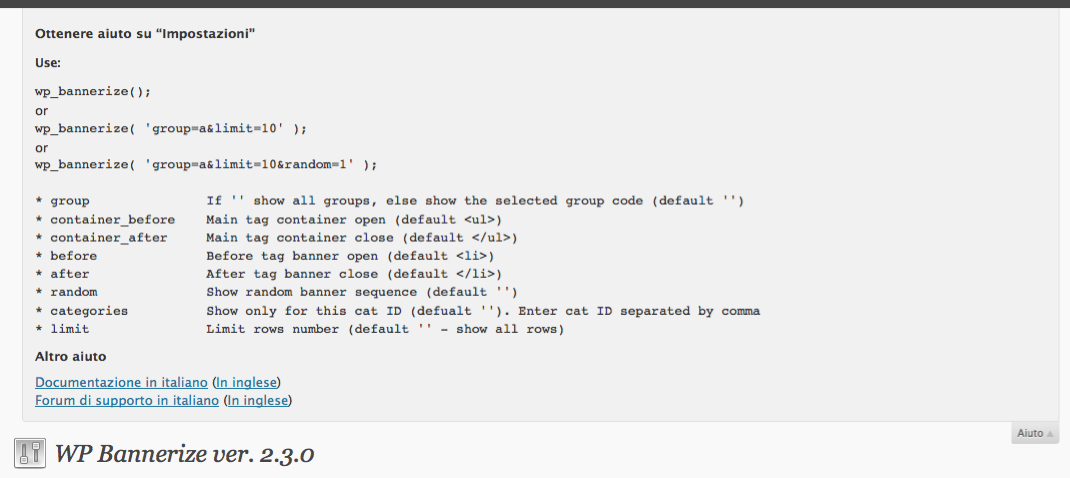 Ottenere aiuto su “Impostazioni”
Use:
wp_bannerize();
or
wp_bannerize( 'group=a&limit=10' );
or
wp_bannerize( 'group=a&limit=10&random=1' );
* group If '' show all groups, else show the selected group code (default '')
* container_before Main tag container open (default <ul>)
* container_after Main tag container close (default </ul>)
* before Before tag banner open (default <li>)
* after After tag banner close (default </li>)
* random Show random banner sequence (default '')
* categories Show only for this cat ID (defualt ''). Enter cat ID separated by comma
* limit Limit rows number (default '' - show all rows)
Altro aiuto
Documentazione in italiano (In inglese)
Forum di supporto in italiano (In inglese)
Aiuto
WP Bannerize ver. 2.3.0